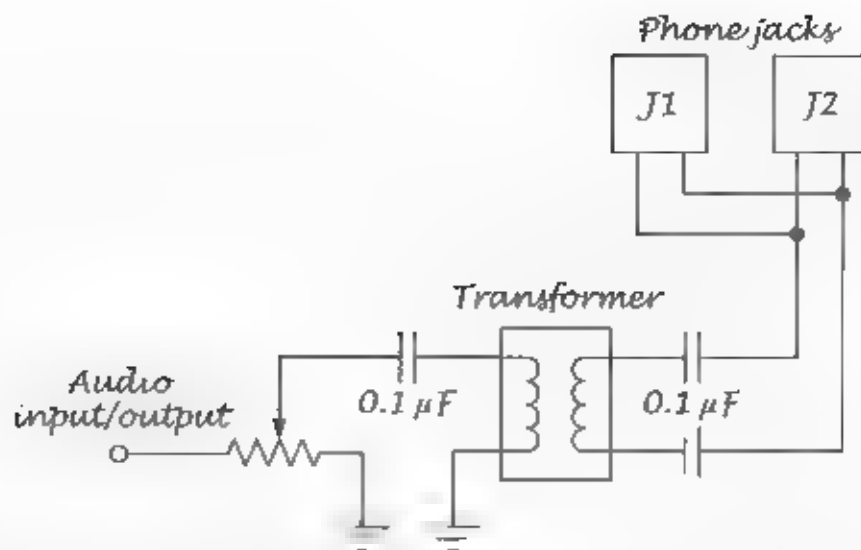 Phone jacks
J1
J2
Transformer
Audio
input/output
0.1 µF
0.1 µF